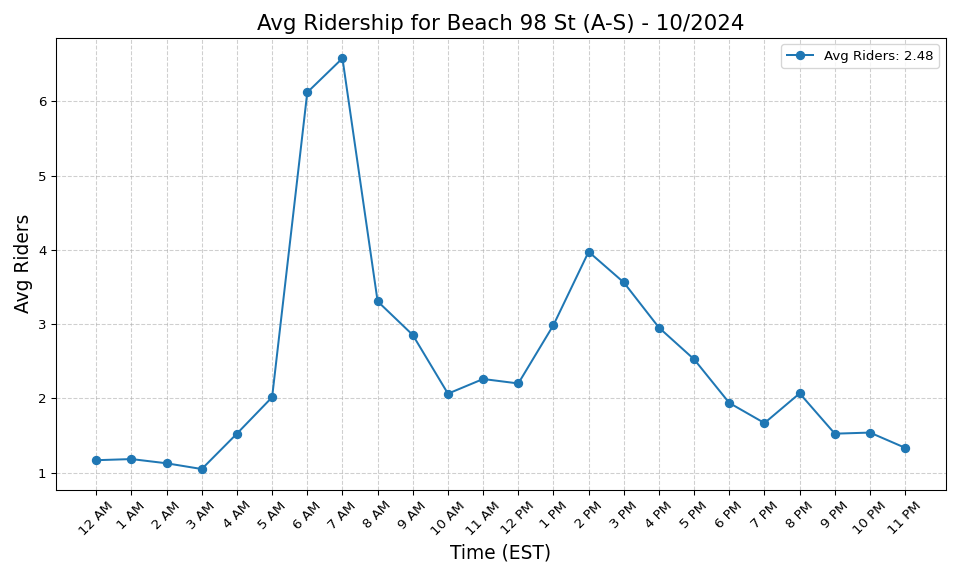 Avg Ridership for Beach 98 St (A-S) - 10/2024
Avg Riders: 2.48
Avg Riders
6
5
4
3
2
1
12 AM
1 AM
2 AM
3 AM
4 AM
5 AM
6 AM
7 AM
8 AM
9 AM
10 AM
11 AM
12 PM
1 PM
2 PM
3 PM
4 PM
5 PM
6 PM
7 PM
8 PM
9 PM
10 PM
11 PM
Time (EST)